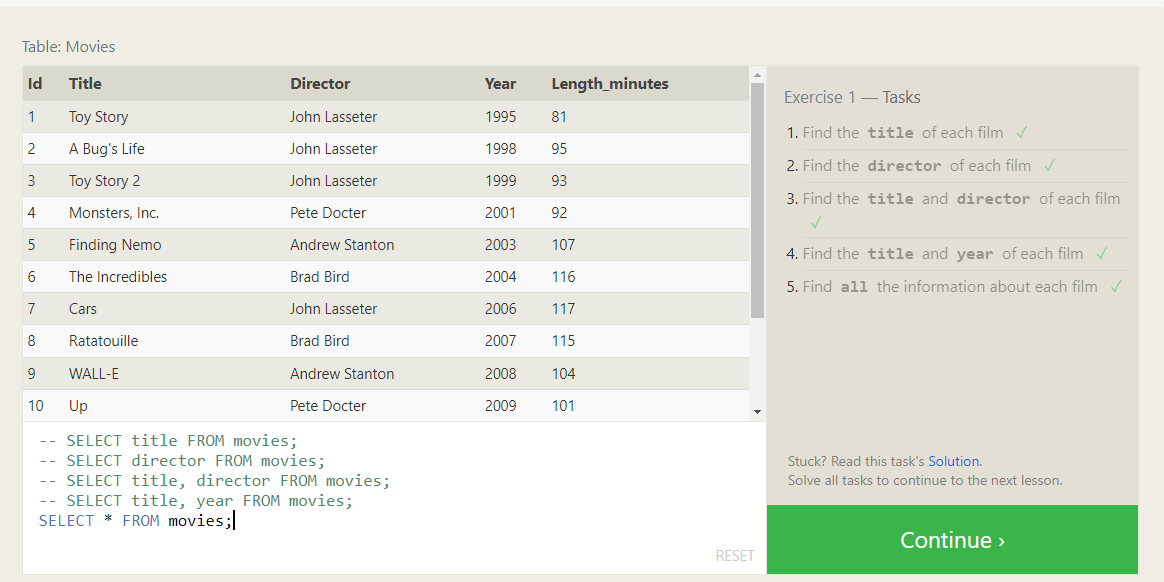 Table: Movies
Id Title Director Year Length_minutes
1 Toy Story John Lasseter 1995 81
2 A Bug's Life John Lasseter 1998 95
3 Toy Story 2 John Lasseter 1999 93
4 Monsters, Inc. Pete Docter 2001 92
5 Finding Nemo Andrew Stanton 2003 107
6 The Incredibles Brad Bird 2004 116
7 Cars John Lasseter 2006 117
8 Ratatouille Brad Bird 2007 115
9 WALL-E Andrew Stanton 2008 104
10 Up Pete Docter 2009 101
-- SELECT title FROM movies;
-- SELECT director FROM movies;
-- SELECT title, director FROM movies;
-- SELECT title, year FROM movies;
SELECT * FROM movies;
RESET
Exercise 1 — Tasks
1. Find the title of each film ✓
2. Find the director of each film ✓
3. Find the title and director of each film
✓
4. Find the title and year of each film ✓
5. Find all the information about each film ✓
Stuck? Read this task's Solution.
Solve all tasks to continue to the next lesson.
Continue ›